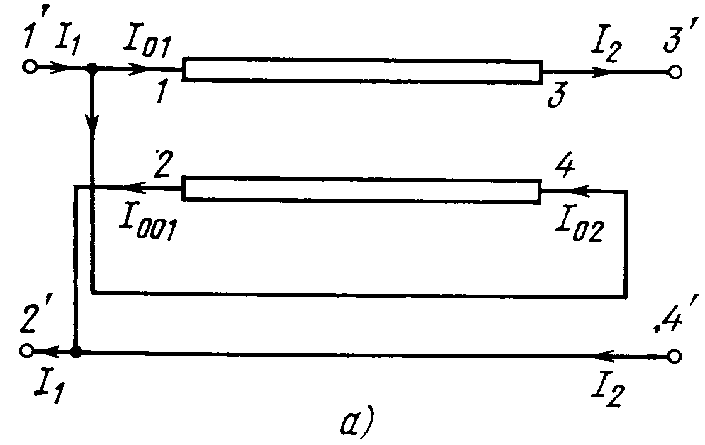 1′ I₁ I₀₁ I₂ 3′
1 3
2 4
I₀₀₁ I₀₂
2′ 4′
I₁ I₂
а)